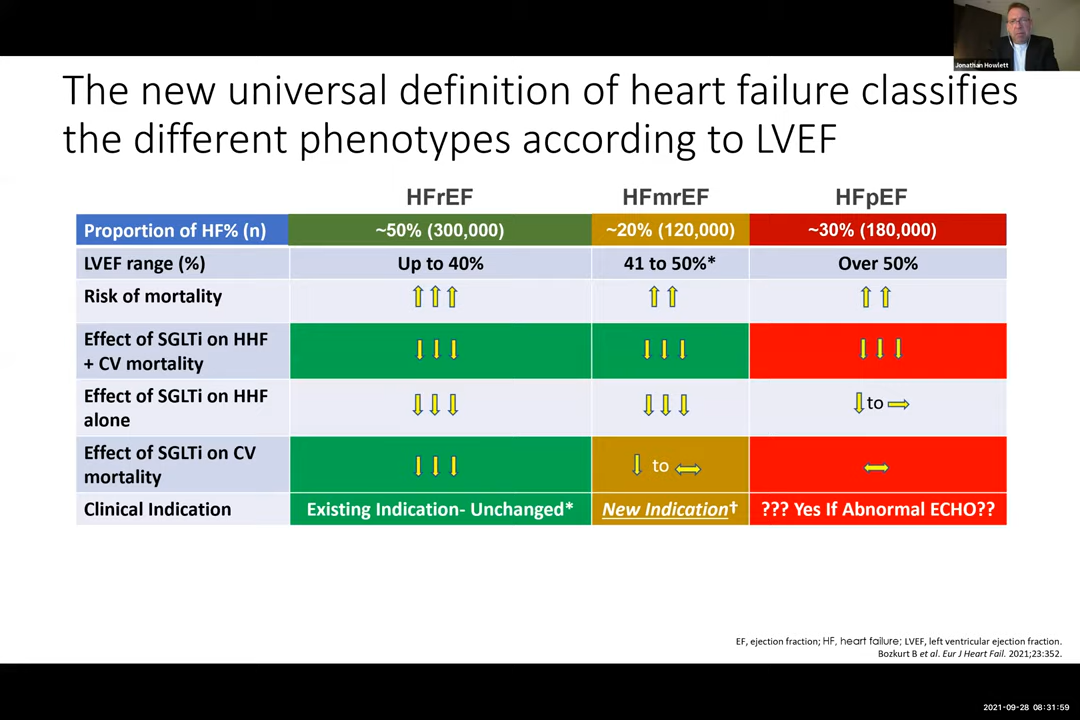 Jonathan Howlett
The new universal definition of heart failure classifies
the different phenotypes according to LVEF
HFrEF HFmrEF HFpEF
Proportion of HF% (n) ~50% (300,000) ~20% (120,000) ~30% (180,000)
LVEF range (%) Up to 40% 41 to 50%* Over 50%
Risk of mortality ⇧⇧⇧ ⇧⇧ ⇧⇧
Effect of SGLTi on HHF
+ CV mortality ⇩⇩⇩ ⇩⇩⇩ ⇩⇩⇩
Effect of SGLTi on HHF
alone ⇩⇩⇩ ⇩⇩⇩ ⇩to ⇨
Effect of SGLTi on CV
mortality ⇩⇩⇩ ⇩ to ⬄ ⬄
Clinical Indication Existing Indication- Unchanged* New Indication† ??? Yes If Abnormal ECHO??
EF, ejection fraction; HF, heart failure; LVEF, left ventricular ejection fraction.
Bozkurt B et al. Eur J Heart Fail. 2021;23:352.
2021-09-28 08:31:59